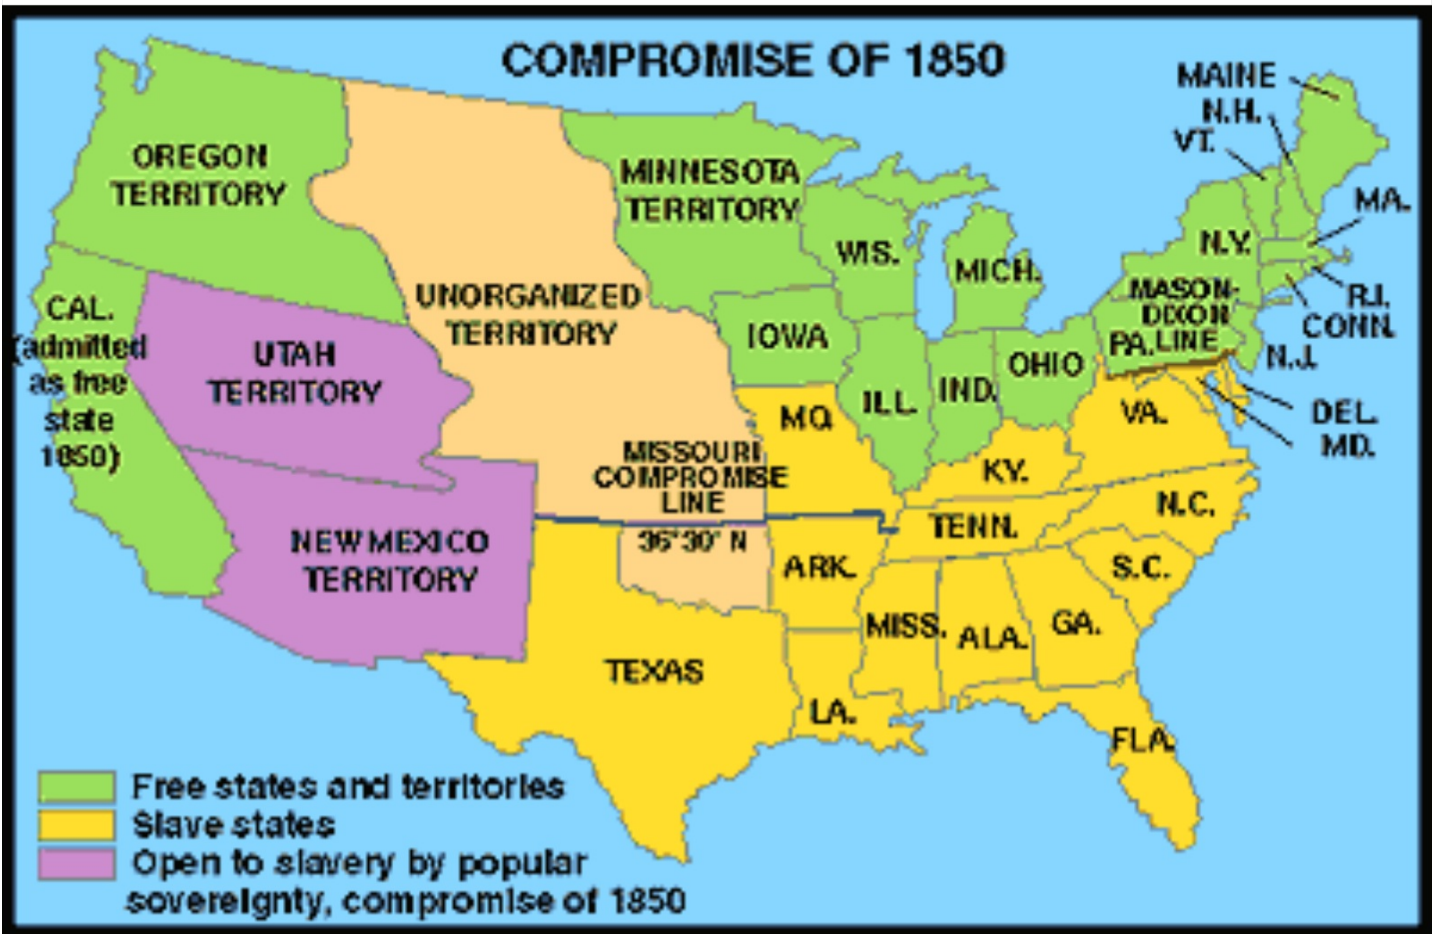 COMPROMISE OF 1850
MAINE
N.H.
VT.
MA.
OREGON
TERRITORY
MINNESOTA
TERRITORY
WIS.
MICH.
N.Y.
MASON-
DIXON
LINE
R.I.
CONN.
N.J.
PA.
CAL.
(admitted
as free
state
1850)
UNORGANIZED
TERRITORY
UTAH
TERRITORY
IOWA
ILL.
IND.
OHIO
DEL.
MD.
VA.
MO.
MISSOURI
COMPROMISE
LINE
36°30' N
KY.
N.C.
TENN.
NEW MEXICO
TERRITORY
ARK.
S.C.
MISS.
ALA.
GA.
TEXAS
LA.
FLA.
Free states and territories
Slave states
Open to slavery by popular
sovereignty, compromise of 1850